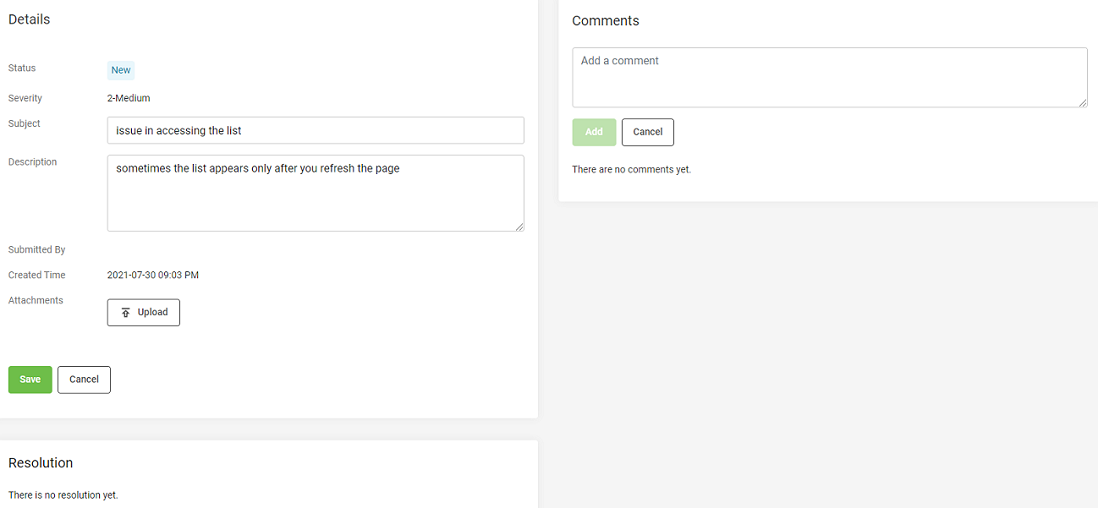 Details
Status
New
Severity
2-Medium
Subject
issue in accessing the list
Description
sometimes the list appears only after you refresh the page
Submitted By
Created Time
2021-07-30 09:03 PM
Attachments
Upload
Save
Cancel
Resolution
There is no resolution yet.
Comments
Add a comment
Add
Cancel
There are no comments yet.